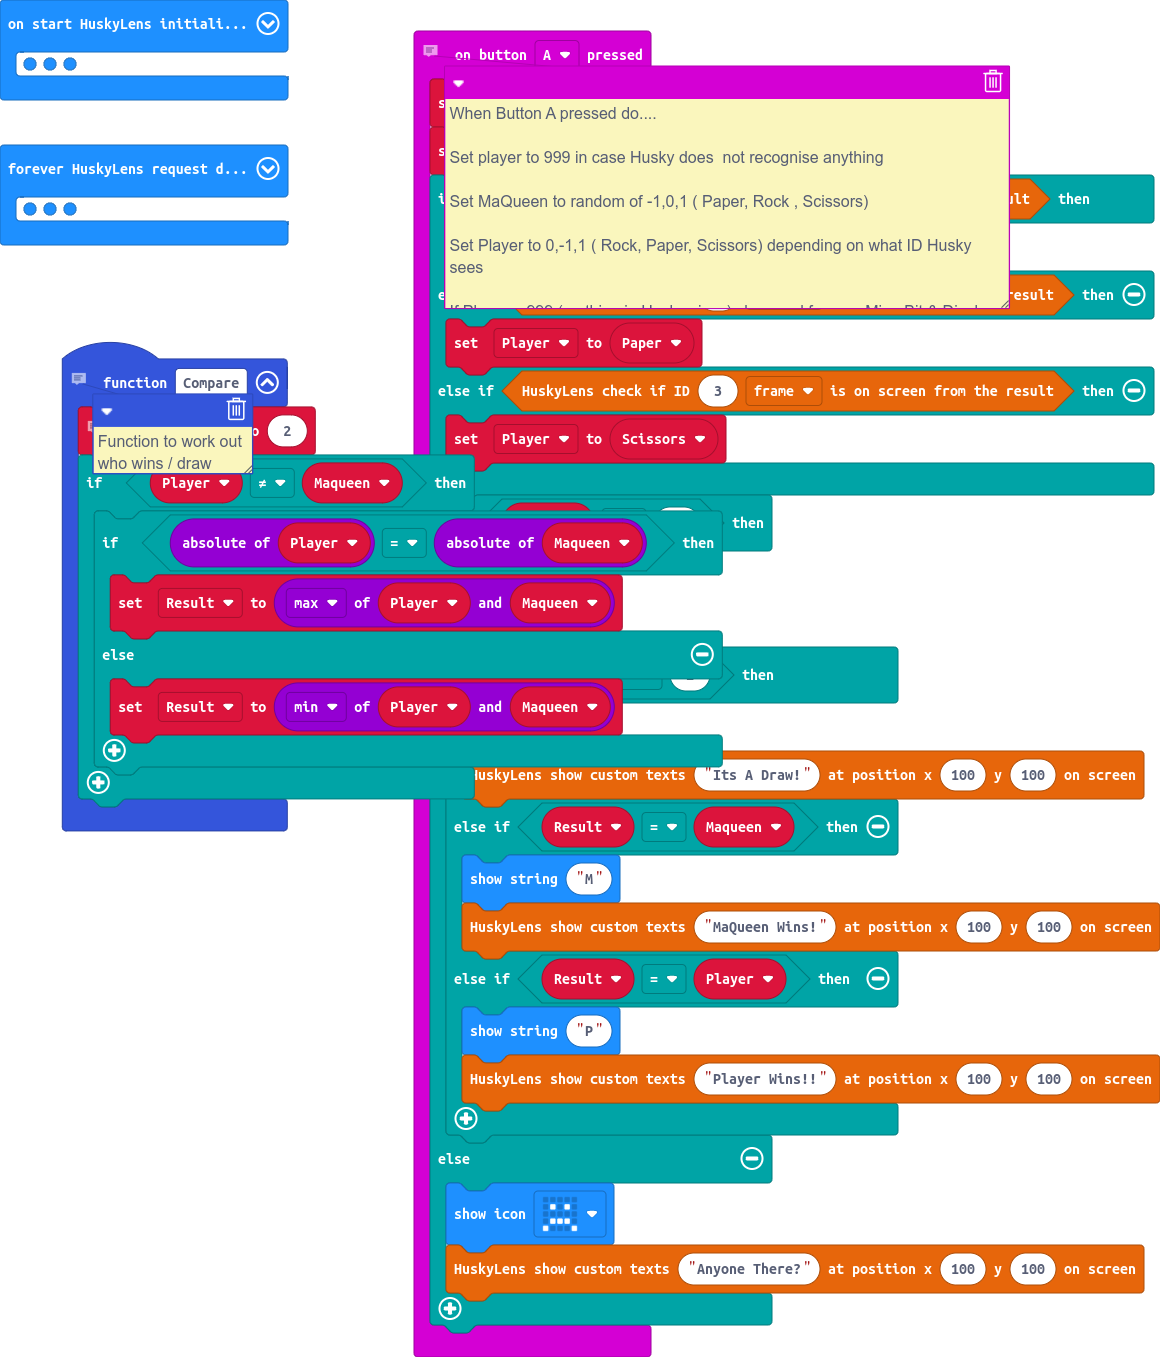 on start HuskyLens initiali...
forever HuskyLens request d...
on button A pressed
When Button A pressed do....
Set player to 999 in case Husky does  not recognise anything
Set MaQueen to random of -1,0,1 ( Paper, Rock , Scissors)
then
Set Player to 0,-1,1 ( Rock, Paper, Scissors) depending on what ID Husky
sees
result then
set Player to Paper
else if HuskyLens check if ID 3 frame is on screen from the result then
set Player to Scissors
then
then
function Compare
2
Function to work out
who wins / draw
if Player ≠ Maqueen then
if absolute of Player = absolute of Maqueen then
set Result to max of Player and Maqueen
else
set Result to min of Player and Maqueen
HuskyLens show custom texts "Its A Draw!" at position x 100 y 100 on screen
else if Result = Maqueen then
show string "M"
HuskyLens show custom texts "MaQueen Wins!" at position x 100 y 100 on screen
else if Result = Player then
show string "P"
HuskyLens show custom texts "Player Wins!!" at position x 100 y 100 on screen
else
show icon
HuskyLens show custom texts "Anyone There?" at position x 100 y 100 on screen